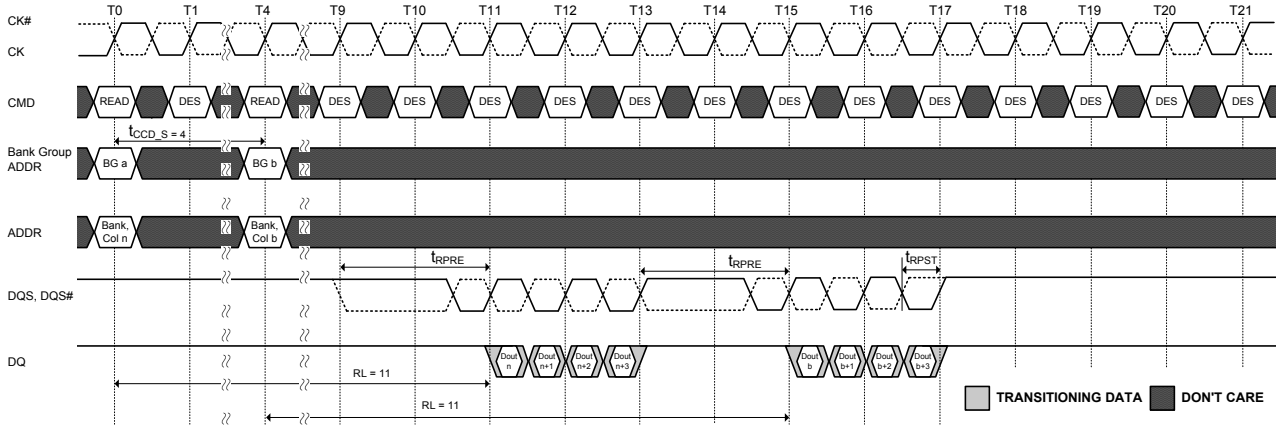 T0 T1 T4 T9 T10 T11 T12 T13 T14 T15 T16 T17 T18 T19 T20 T21
CK#
CK
CMD READ DES READ DES DES DES DES DES DES DES DES DES DES DES DES DES
tCCD_S = 4
Bank Group
ADDR
BG a BG b
ADDR
Bank, Col n
Bank, Col b
tRPRE tRPRE tRPST
DQS, DQS#
DQ
Dout n
Dout n+1
Dout n+2
Dout n+3
Dout b
Dout b+1
Dout b+2
Dout b+3
RL = 11
RL = 11
TRANSITIONING DATA
DON'T CARE